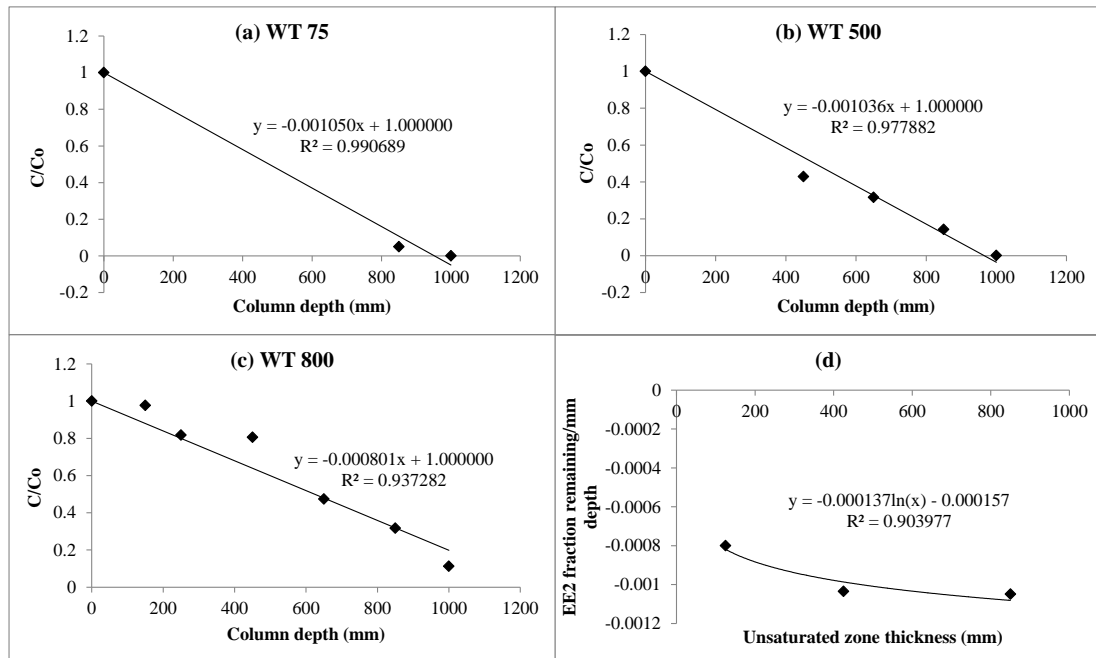 (a) WT 75
1.2
1
0.8
0.6
0.4
0.2
0
-0.2
C/Co
y = -0.001050x + 1.000000
R² = 0.990689
0 200 400 600 800 1000 1200
Column depth (mm)
(b) WT 500
1.2
1
0.8
0.6
0.4
0.2
0
-0.2
C/Co
y = -0.001036x + 1.000000
R² = 0.977882
0 200 400 600 800 1000 1200
Column depth (mm)
(c) WT 800
1.2
1
0.8
0.6
0.4
0.2
0
C/Co
y = -0.000801x + 1.000000
R² = 0.937282
0 200 400 600 800 1000 1200
Column depth (mm)
(d)
0
-0.0002
-0.0004
-0.0006
-0.0008
-0.001
-0.0012
EE2 fraction remaining/mm
depth
0 200 400 600 800 1000
y = -0.000137ln(x) - 0.000157
R² = 0.903977
Unsaturated zone thickness (mm)